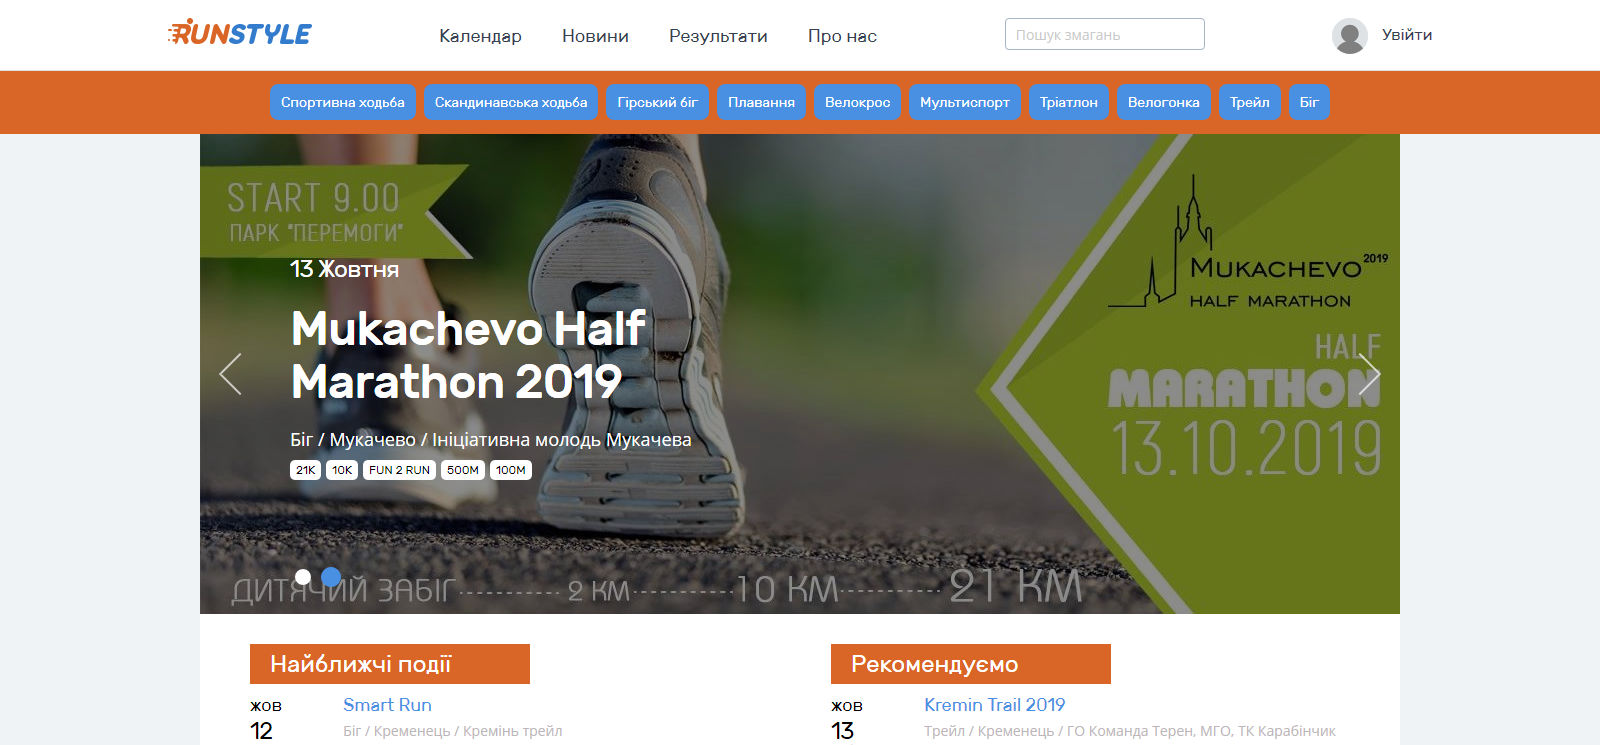 RUNSTYLE
Календар Новини Результати Про нас
Пошук змагань
Увійти
Спортивна ходьба Скандинавська ходьба Гірський біг Плавання Велокрос Мультиспорт Тріатлон Велогонка Трейл Біг
START 9.00
ПАРК "ПЕРЕМОГИ"
13 Жовтня
Mukachevo Half
Marathon 2019
Біг / Мукачево / Ініціативна молодь Мукачева
21K 10K FUN 2 RUN 500M 100M
MUKACHEVO 2019
HALF MARATHON
HALF
MARATHON
13.10.2019
ДИТЯЧИЙ ЗАБІГ 2 КМ 10 КМ 21 КМ
Найближчі події
жов
12
Smart Run
Біг / Кременець / Кремінь трейл
Рекомендуємо
жов
13
Kremin Trail 2019
Трейл / Кременець / ГО Команда Терен, МГО, ТК Карабінчик